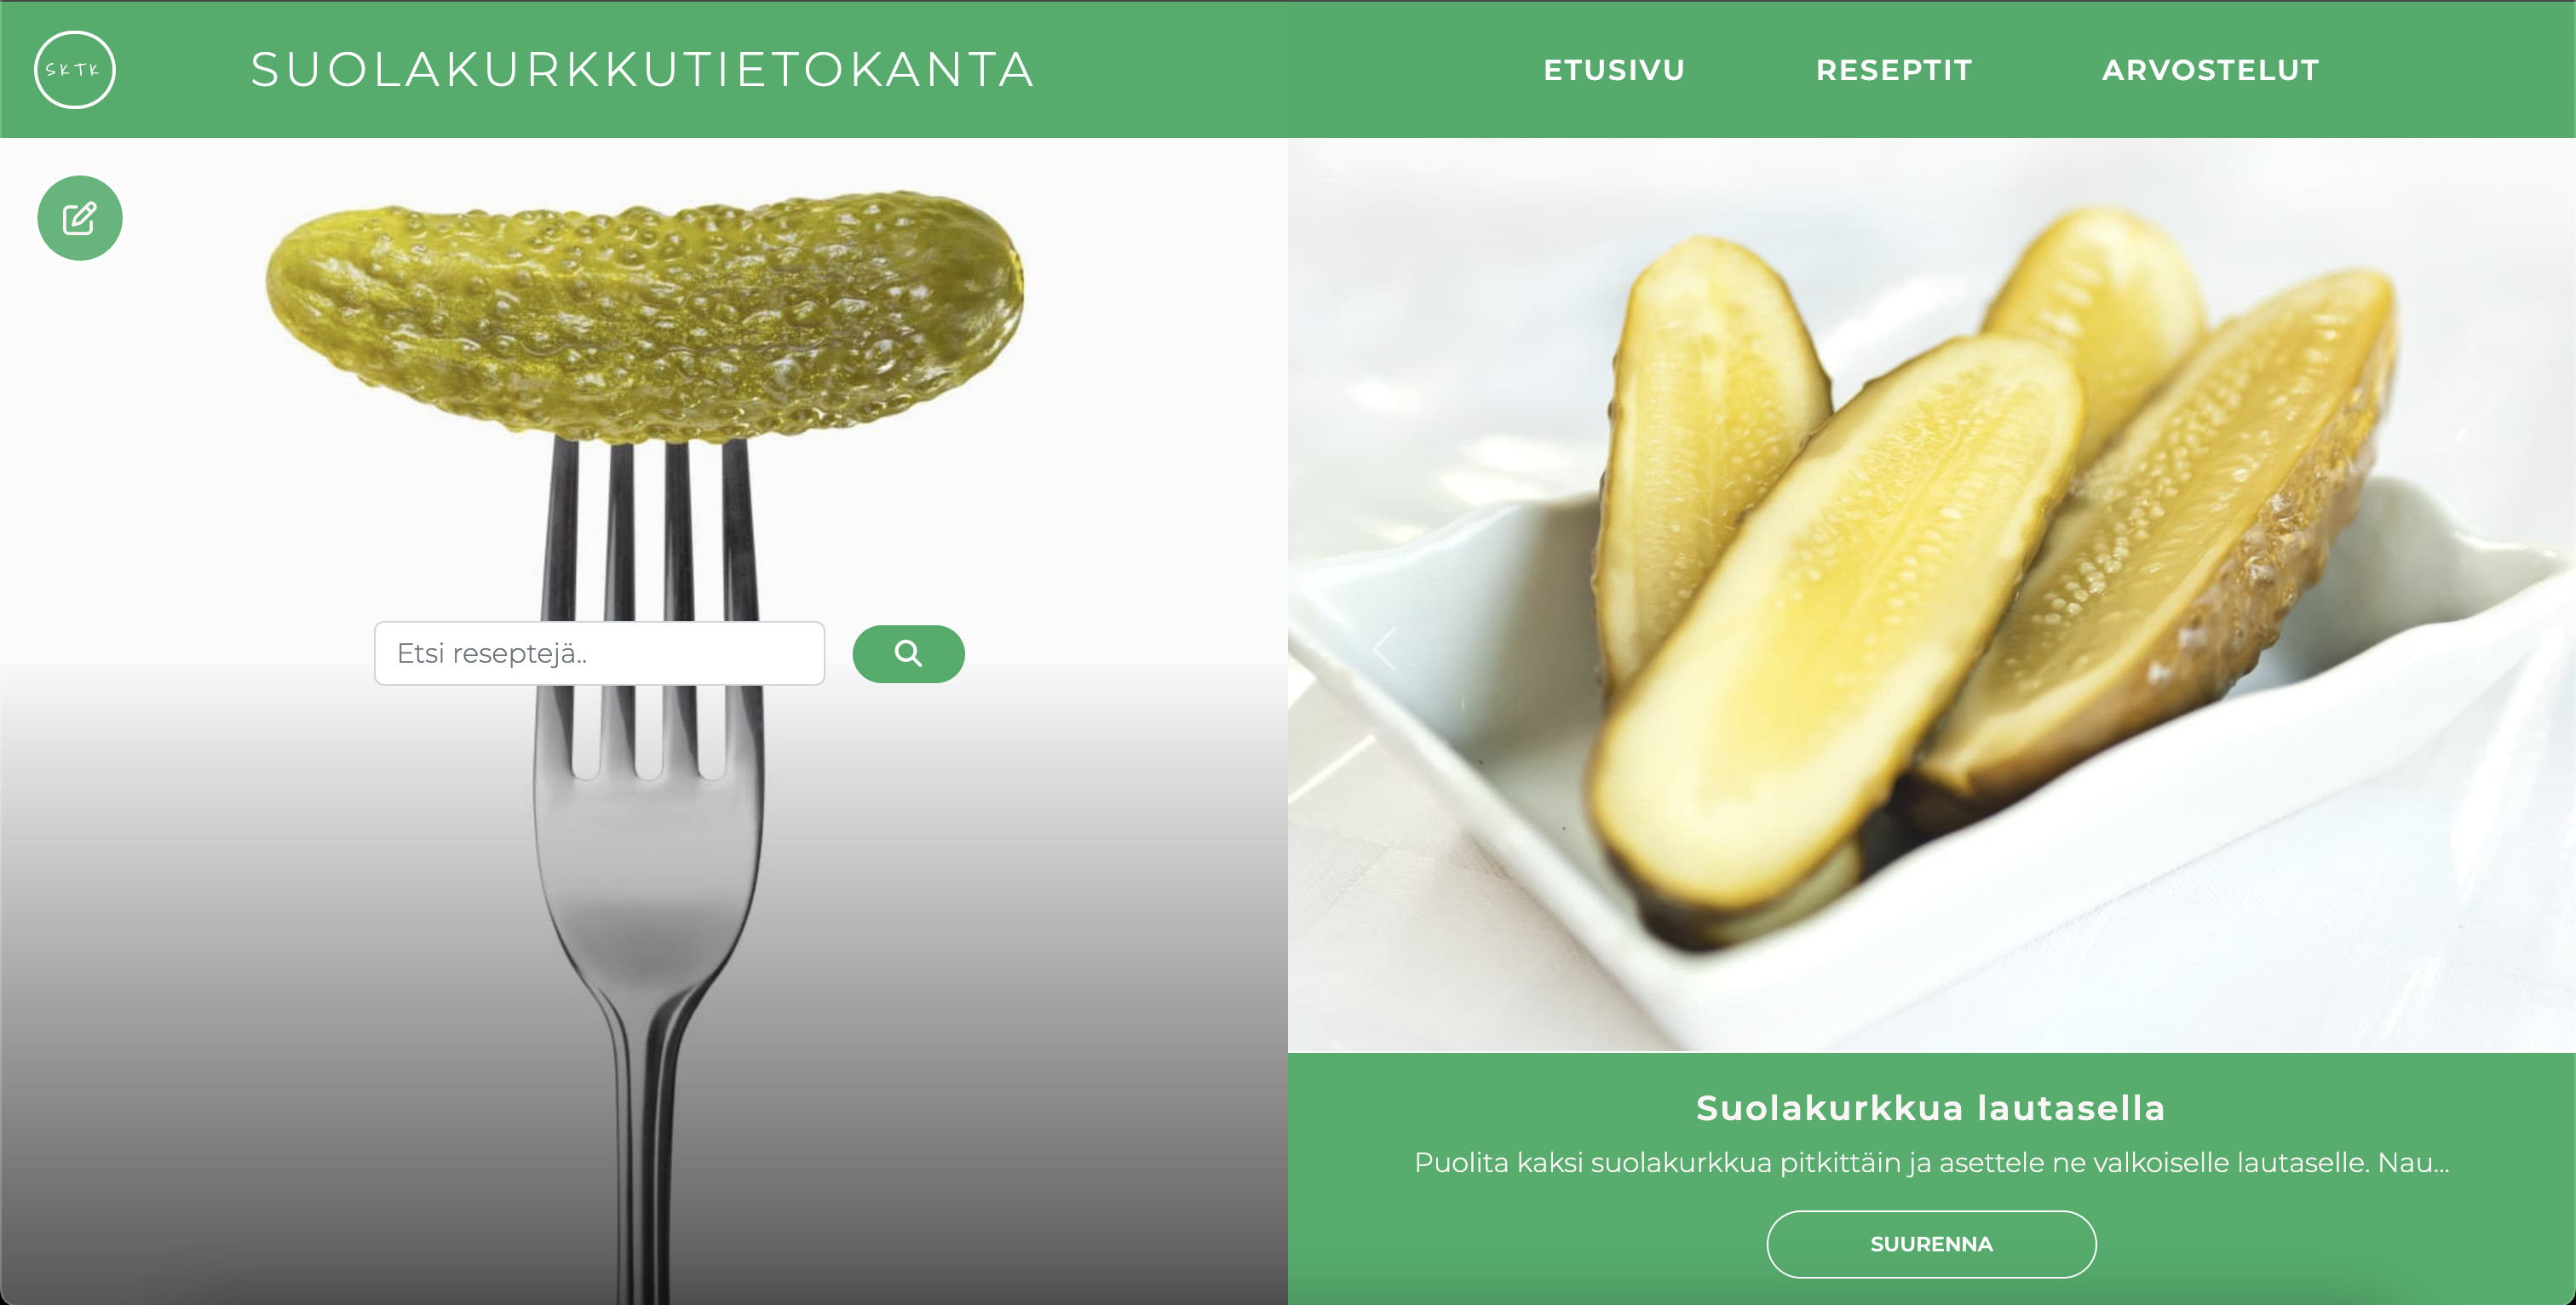 SKTK
SUOLAKURKKUTIETOKANTA
ETUSIVU
RESEPTIT
ARVOSTELUT
Etsi reseptejä..
Suolakurkkua lautasella
Puolita kaksi suolakurkkua pitkittäin ja asettele ne valkoiselle lautaselle. Nau...
SUURENNA